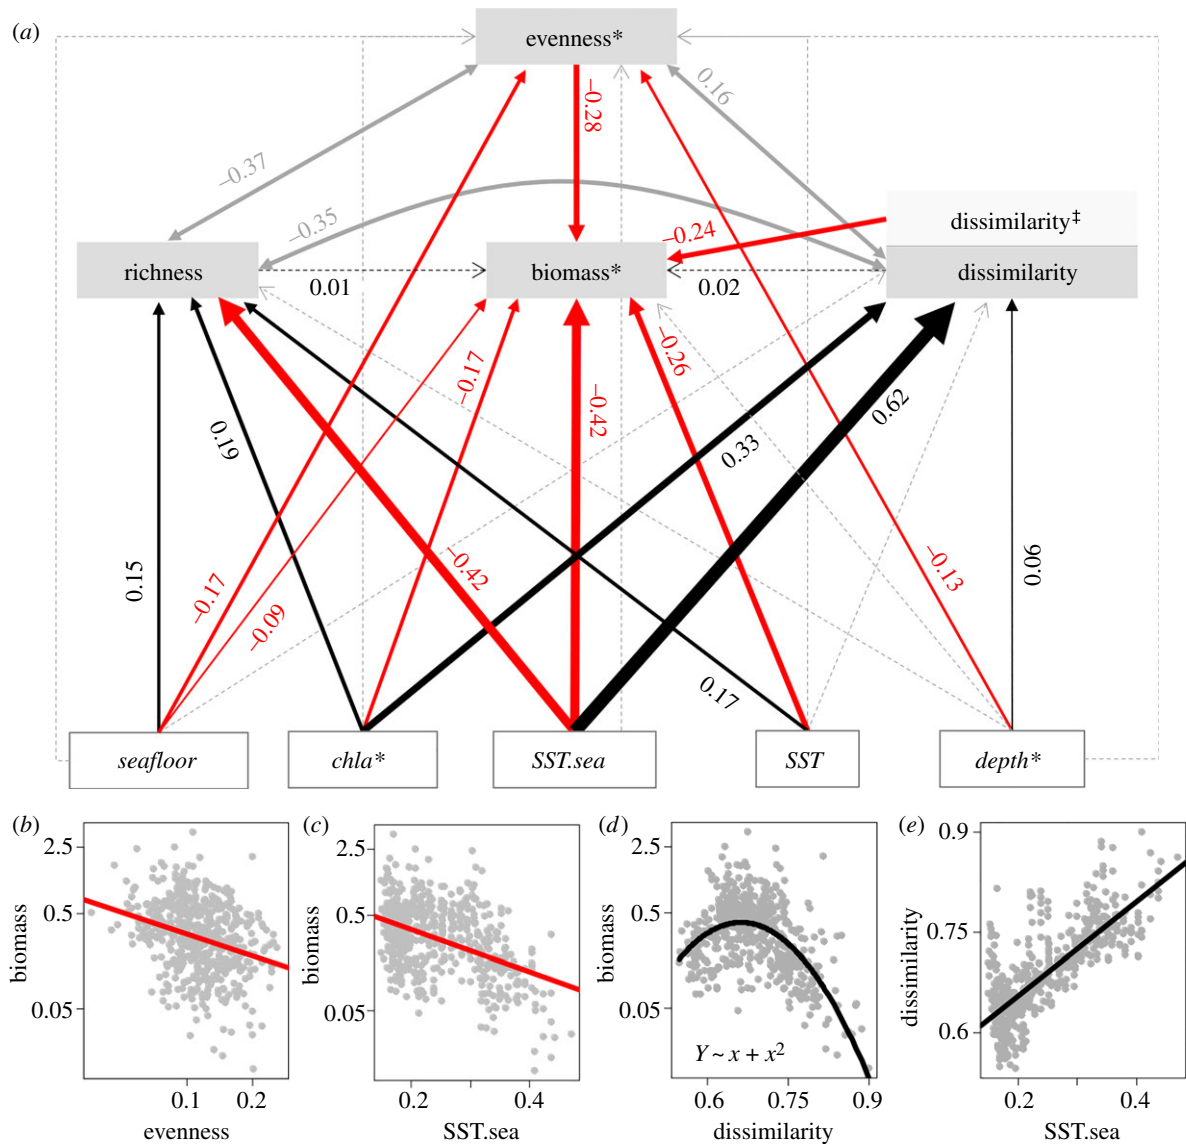 (a)
evenness*
−0.28
0.16
−0.37
−0.35
dissimilarity‡
−0.24
richness
biomass*
dissimilarity
0.01
0.02
−0.17
−0.26
−0.42
0.62
0.19
0.33
−0.42
0.15
−0.17
−0.09
−0.13
0.06
0.17
seafloor
chla*
SST.sea
SST
depth*
(b)
biomass
2.5
0.5
0.05
0.1
0.2
evenness
(c)
biomass
2.5
0.5
0.05
0.2
0.4
SST.sea
(d)
biomass
2.5
0.5
0.05
Y ~ x + x²
0.6
0.75
0.9
dissimilarity
(e)
dissimilarity
0.9
0.75
0.6
0.2
0.4
SST.sea